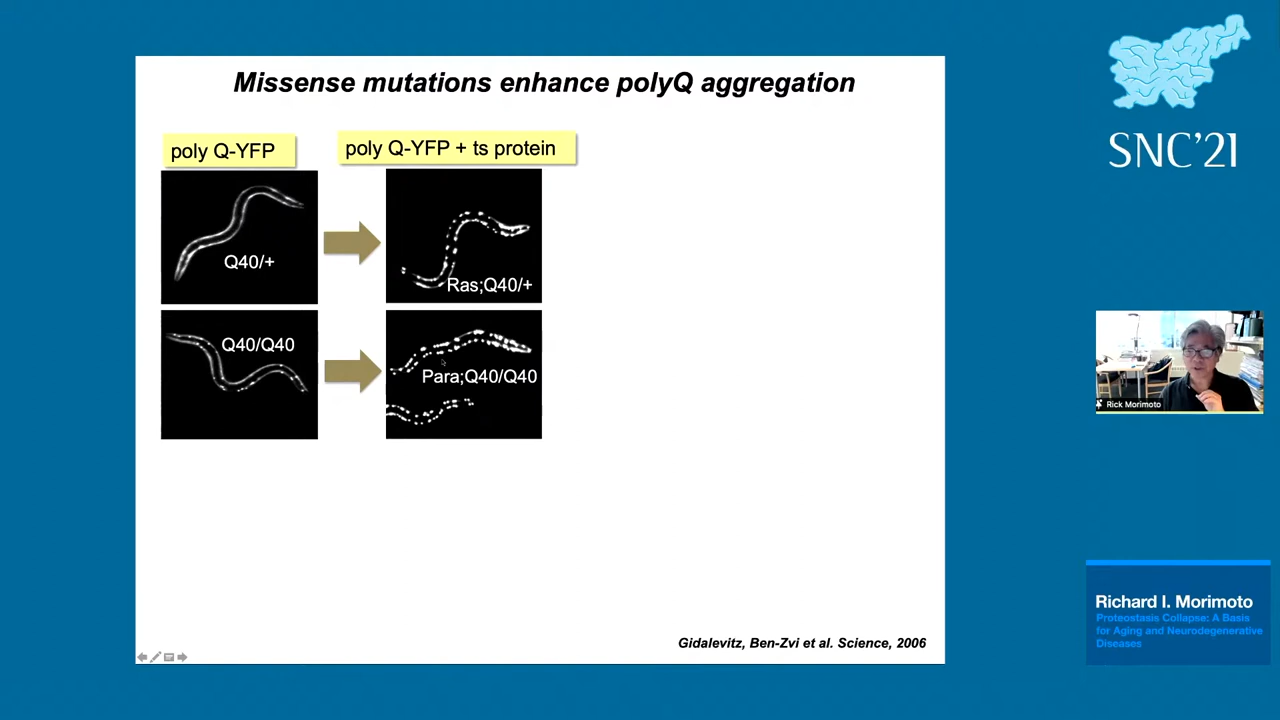 Missense mutations enhance polyQ aggregation
poly Q-YFP
poly Q-YFP + ts protein
Q40/+
Ras;Q40/+
Q40/Q40
Para;Q40/Q40
Gidalevitz, Ben-Zvi et al. Science, 2006
SNC'21
Rick Morimoto
Richard I. Morimoto
Proteostasis Collapse: A Basis
for Aging and Neurodegenerative
Diseases